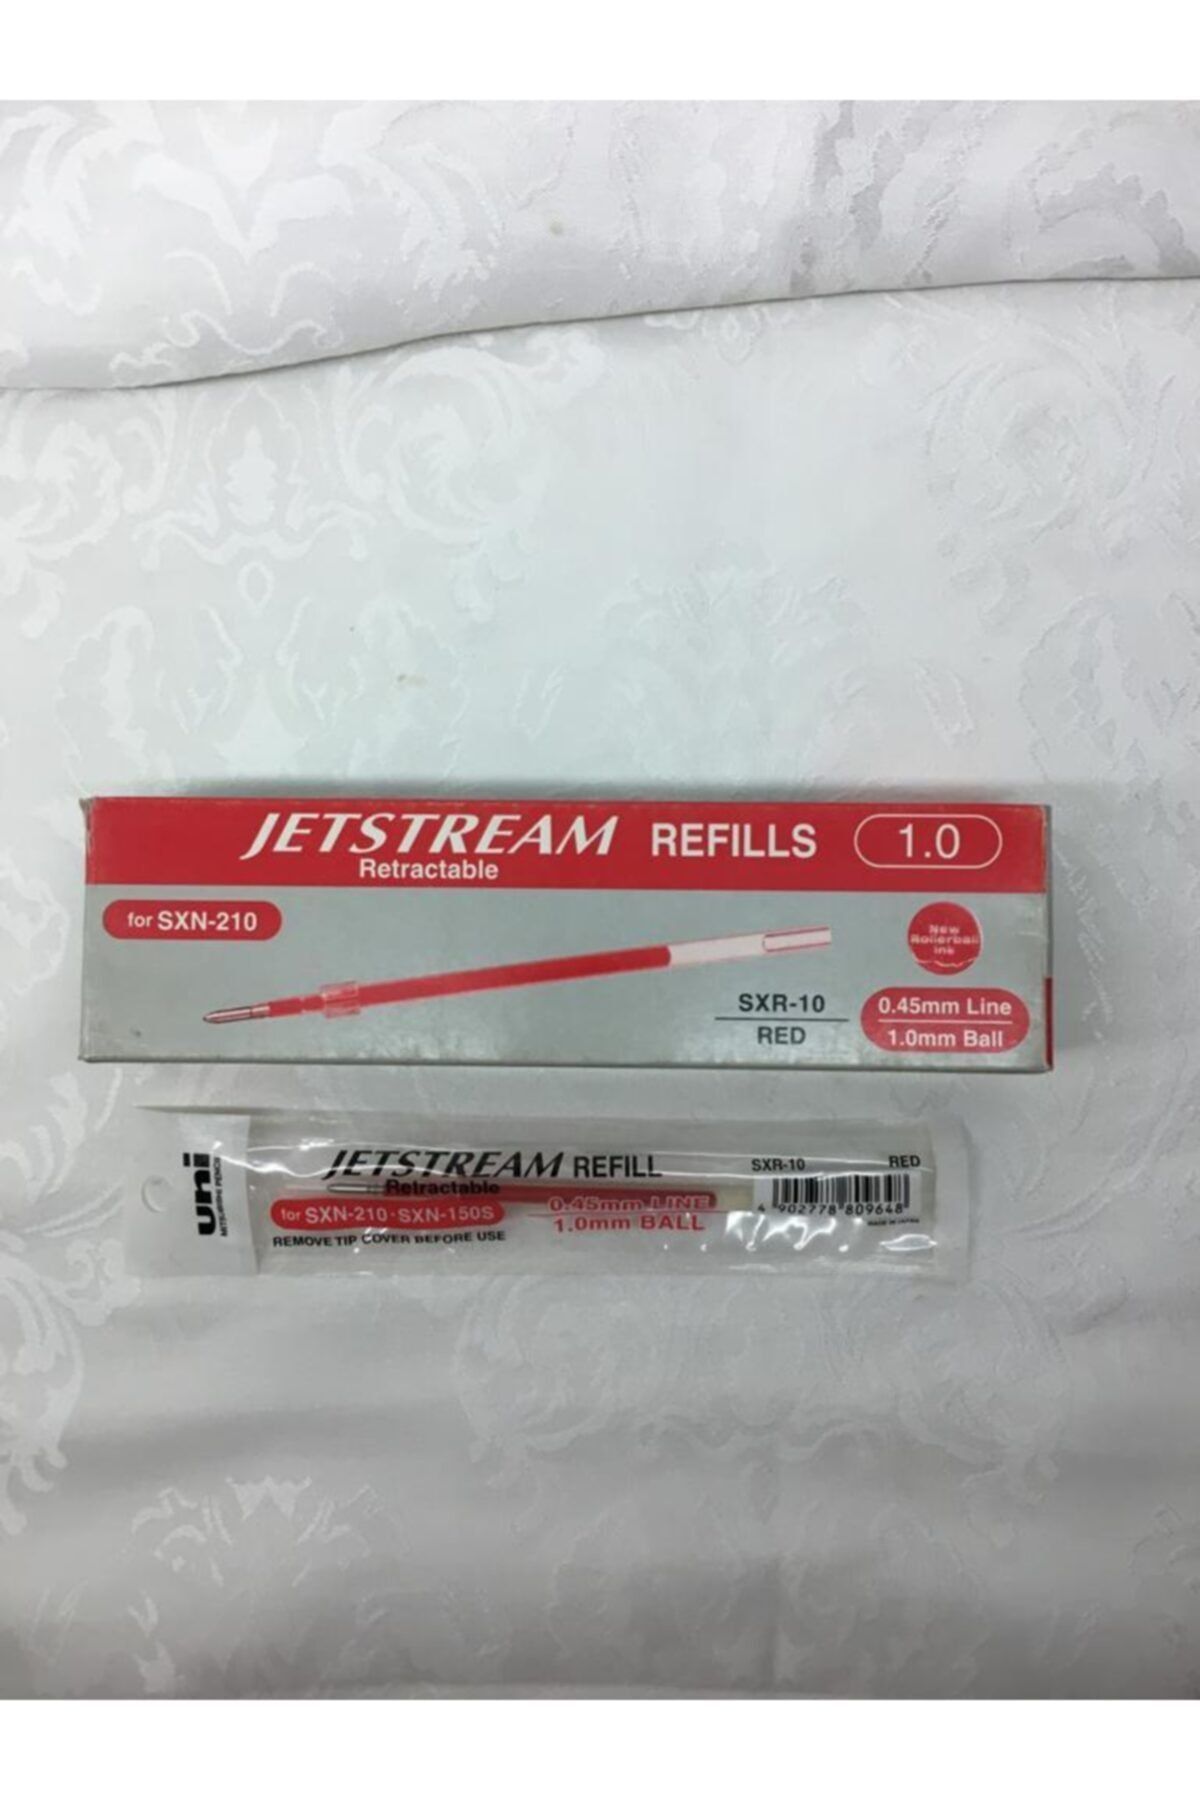 JETSTREAM REFILLS 1.0
Retractable
for SXN-210
New
Rollerball
ink
SXR-10
RED
0.45mm Line
1.0mm Ball
uni
MITSUBISHI PENCIL
JETSTREAM REFILL
Retractable
for SXN-210·SXN-150S
REMOVE TIP COVER BEFORE USE
0.45mm LINE
1.0mm BALL
SXR-10 RED
4 902778 809648
MADE IN JAPAN